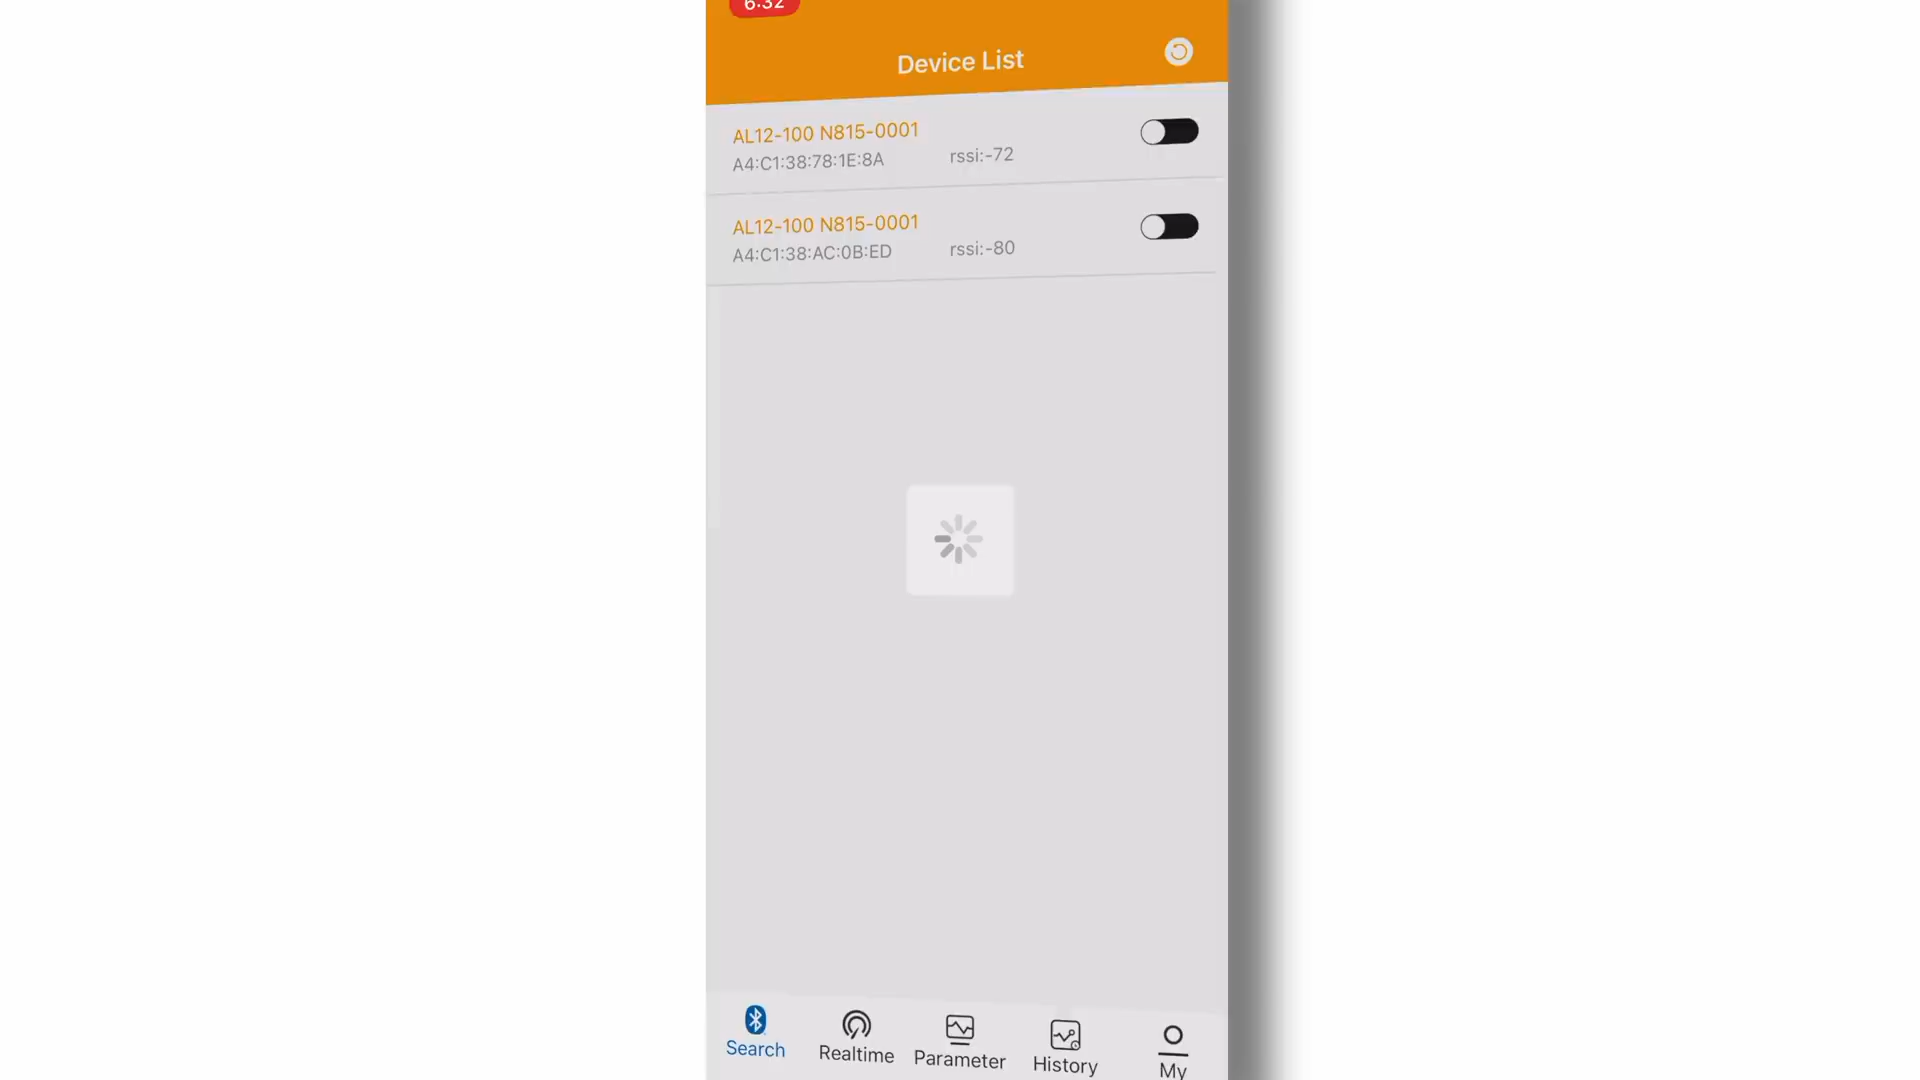 6:32
Device List
AL12-100 N815-0001
A4:C1:38:78:1E:8A rssi:-72
AL12-100 N815-0001
A4:C1:38:AC:0B:ED rssi:-80
Search Realtime Parameter History My